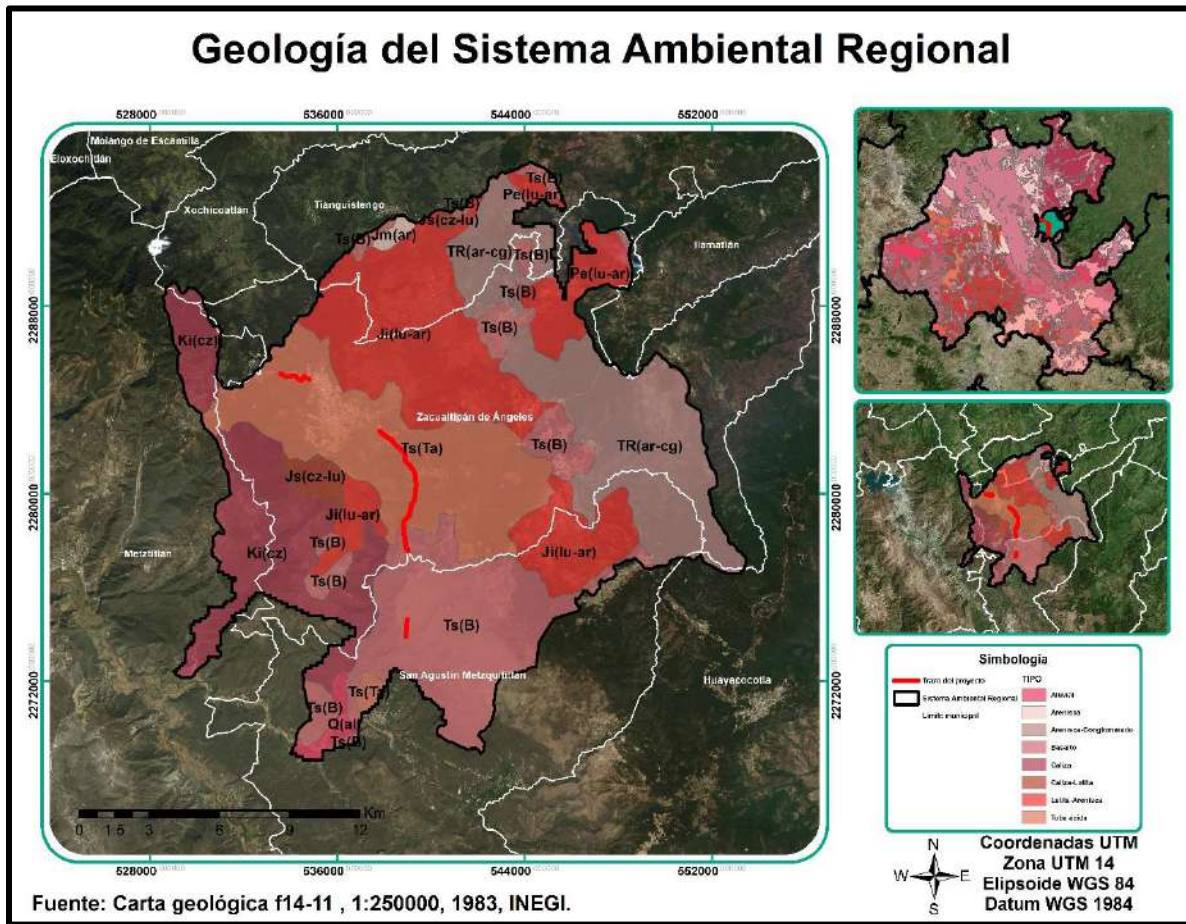 Geología del Sistema Ambiental Regional
528000
536000
544000
552000
Molango de Escamilla
Eloxochitlán
Xochicoatlán
Tianguistengo
Ilamatlán
Ts(B)
Pe(lu-ar)
Ts(B)
Js(cz-lu)
Ts(B)
Jm(ar)
TR(ar-cg)
Ts(B)
Pe(lu-ar)
Ts(B)
2288000
2288000
Ts(B)
Ji(lu-ar)
Ki(cz)
Zacualtipán de Ángeles
Ts(Ta)
Ts(B)
TR(ar-cg)
Js(cz-lu)
2280000
2280000
Ji(lu-ar)
Ts(B)
Metztitlán
Ki(cz)
Ji(lu-ar)
Ts(B)
Ts(B)
San Agustín Metzquititlán
Huayacocotla
2272000
2272000
Ts(Ta)
Ts(B)
Q(al)
Ts(B)
Km
0 1.5 3 6 9 12
528000
536000
544000
552000
Simbología
Trazo del proyecto
Sistema Ambiental Regional
Límite municipal
TIPO
Aluvial
Arenisca
Arenisca-Conglomerado
Basalto
Caliza
Caliza-Lutita
Lutita-Arenisca
Toba ácida
N
W
E
S
Coordenadas UTM
Zona UTM 14
Elipsoide WGS 84
Datum WGS 1984
Fuente: Carta geológica f14-11 , 1:250000, 1983, INEGI.